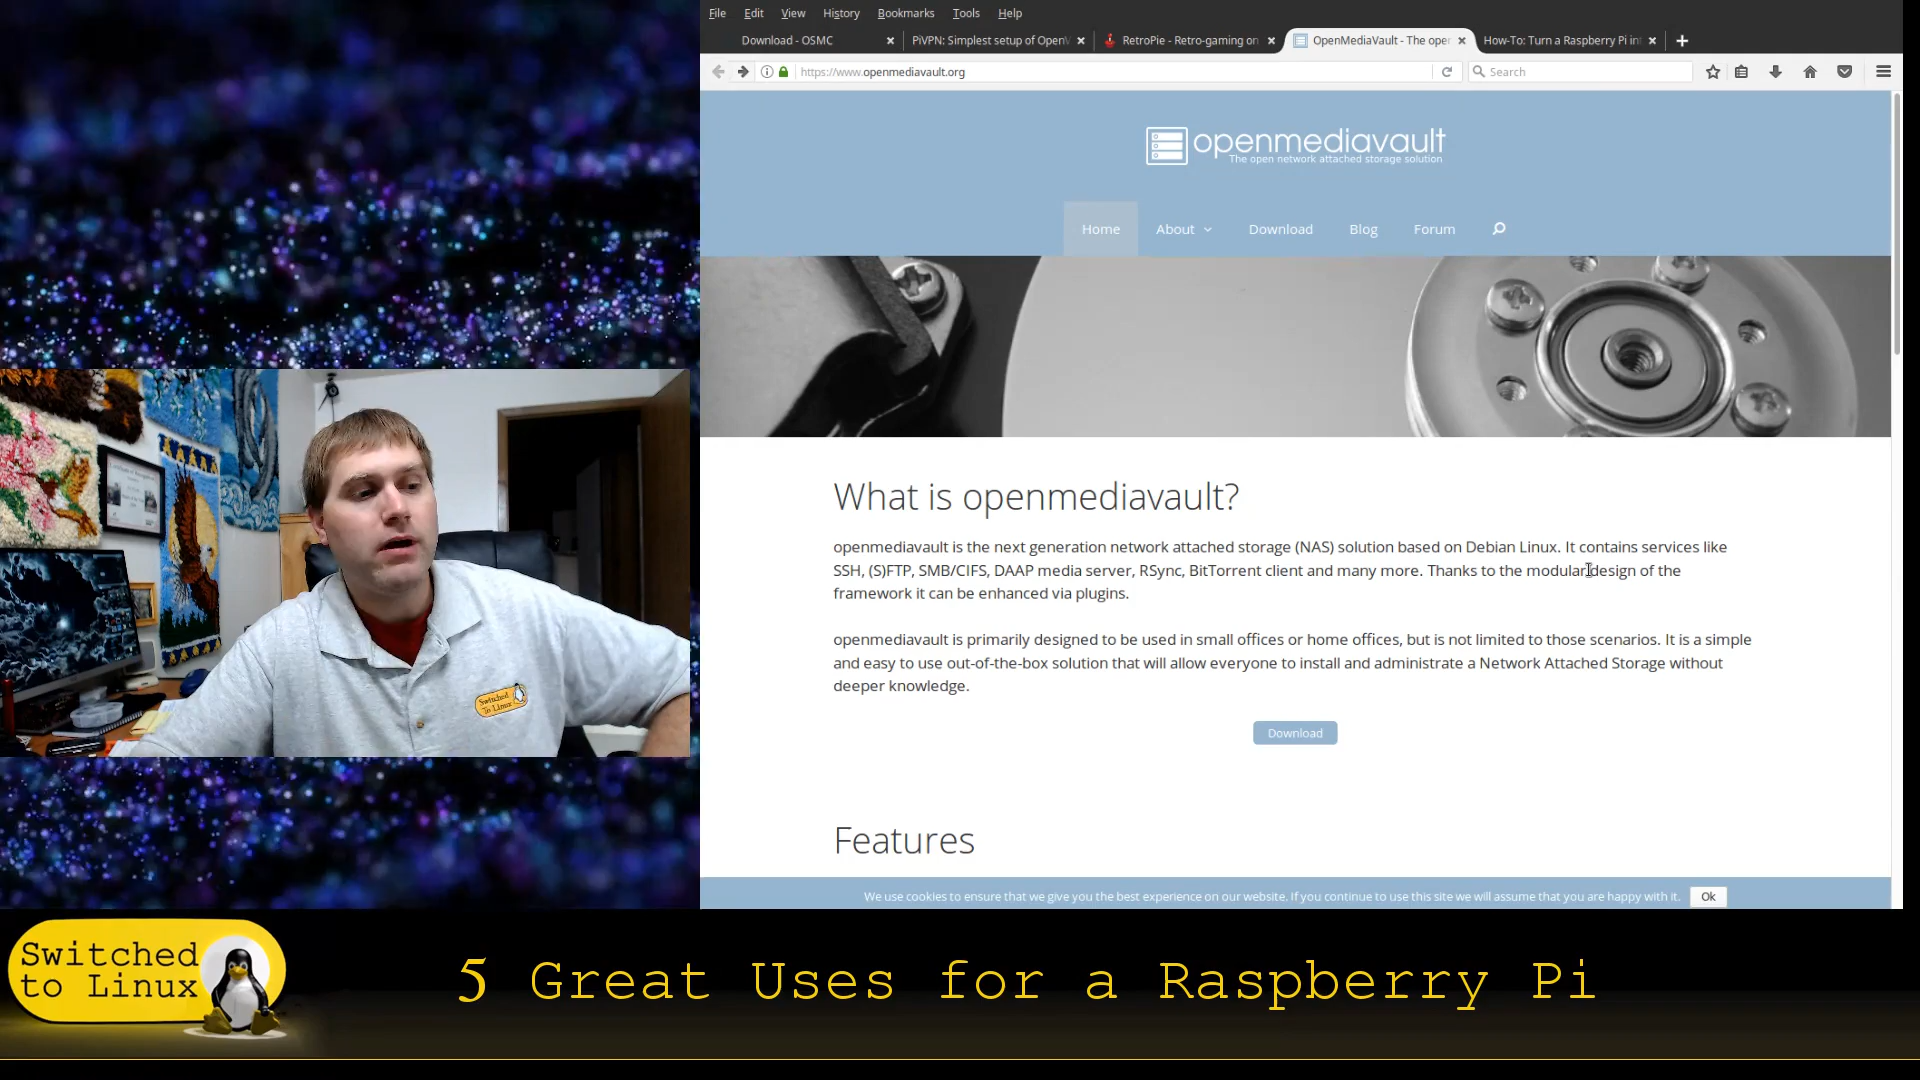 File Edit View History Bookmarks Tools Help
Download - OSMC
PiVPN: Simplest setup of Open
RetroPie - Retro-gaming on
OpenMediaVault - The ope
How-To: Turn a Raspberry Pi in
https://www.openmediavault.org
Search
openmediavault
The open network attached storage solution
Home About Download Blog Forum
What is openmediavault?
openmediavault is the next generation network attached storage (NAS) solution based on Debian Linux. It contains services like
SSH, (S)FTP, SMB/CIFS, DAAP media server, RSync, BitTorrent client and many more. Thanks to the modular design of the
framework it can be enhanced via plugins.
openmediavault is primarily designed to be used in small offices or home offices, but is not limited to those scenarios. It is a simple
and easy to use out-of-the-box solution that will allow everyone to install and administrate a Network Attached Storage without
deeper knowledge.
Download
Features
We use cookies to ensure that we give you the best experience on our website. If you continue to use this site we will assume that you are happy with it. Ok
Switched
To Linux
Switched
to Linux
5 Great Uses for a Raspberry Pi